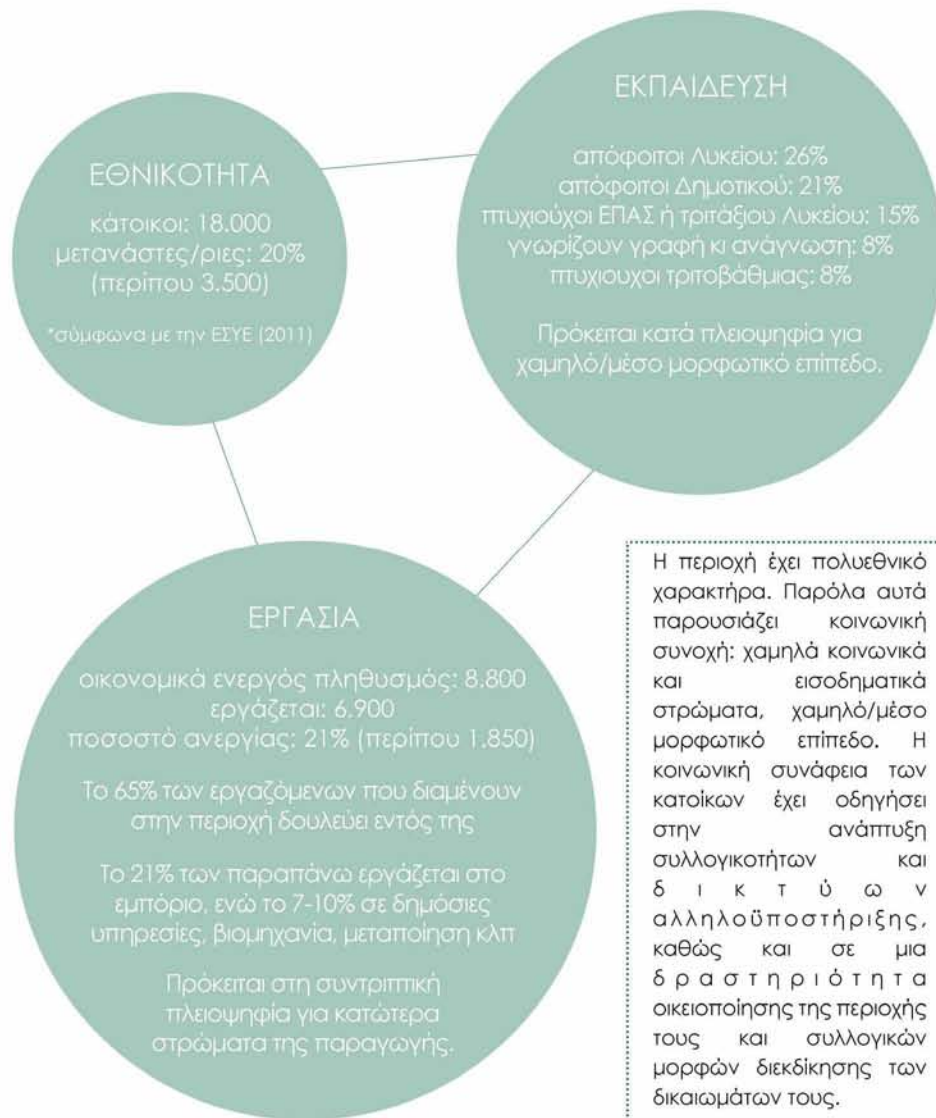 ΕΘΝΙΚΟΤΗΤΑ
κάτοικοι: 18.000
μετανάστες/ριες: 20%
(περίπου 3.500)
*σύμφωνα με την ΕΣΥΕ (2011)
ΕΚΠΑΙΔΕΥΣΗ
απόφοιτοι Λυκείου: 26%
απόφοιτοι Δημοτικού: 21%
πτυχιούχοι ΕΠΑΣ ή τριτάξιου Λυκείου: 15%
γνωρίζουν γραφή κι ανάγνωση: 8%
πτυχιουχοι τριτοβάθμιας: 8%
Πρόκειται κατά πλειοψηφία για
χαμηλό/μέσο μορφωτικό επίπεδο.
ΕΡΓΑΣΙΑ
οικονομικά ενεργός πληθυσμός: 8.800
εργάζεται: 6.900
ποσοστό ανεργίας: 21% (περίπου 1.850)
Το 65% των εργαζόμενων που διαμένουν
στην περιοχή δουλεύει εντός της
Το 21% των παραπάνω εργάζεται στο
εμπόριο, ενώ το 7-10% σε δημόσιες
υπηρεσίες, βιομηχανία, μεταποίηση κλπ
Πρόκειται στη συντριπτική
πλειοψηφία για κατώτερα
στρώματα της παραγωγής.
Η περιοχή έχει πολυεθνικό
χαρακτήρα. Παρόλα αυτά
παρουσιάζει κοινωνική
συνοχή: χαμηλά κοινωνικά
και εισοδηματικά
στρώματα, χαμηλό/μέσο
μορφωτικό επίπεδο. Η
κοινωνική συνάφεια των
κατοίκων έχει οδηγήσει
στην ανάπτυξη
συλλογικοτήτων και
δικτύων
αλληλοϋποστήριξης,
καθώς και σε μια
δραστηριότητα
οικειοποίησης της περιοχής
τους και συλλογικών
μορφών διεκδίκησης των
δικαιωμάτων τους.